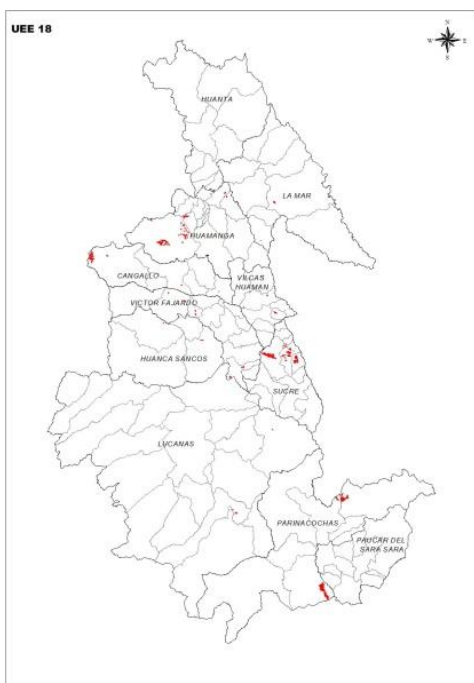 UEE 18
N
W E
S
HUANTA
LA MAR
HUAMANGA
CANGALLO
VILCAS
HUAMAN
VICTOR FAJARDO
HUANCA SANCOS
SUCRE
LUCANAS
PARINACOCHAS
PAUCAR DEL
SARA SARA